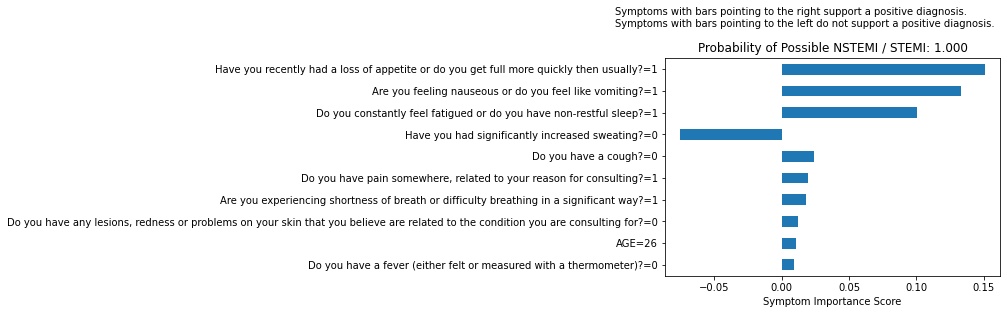 Symptoms with bars pointing to the right support a positive diagnosis.
Symptoms with bars pointing to the left do not support a positive diagnosis.
Probability of Possible NSTEMI / STEMI: 1.000
Have you recently had a loss of appetite or do you get full more quickly then usually?=1
Are you feeling nauseous or do you feel like vomiting?=1
Do you constantly feel fatigued or do you have non-restful sleep?=1
Have you had significantly increased sweating?=0
Do you have a cough?=0
Do you have pain somewhere, related to your reason for consulting?=1
Are you experiencing shortness of breath or difficulty breathing in a significant way?=1
Do you have any lesions, redness or problems on your skin that you believe are related to the condition you are consulting for?=0
AGE=26
Do you have a fever (either felt or measured with a thermometer)?=0
−0.05 0.00 0.05 0.10 0.15
Symptom Importance Score